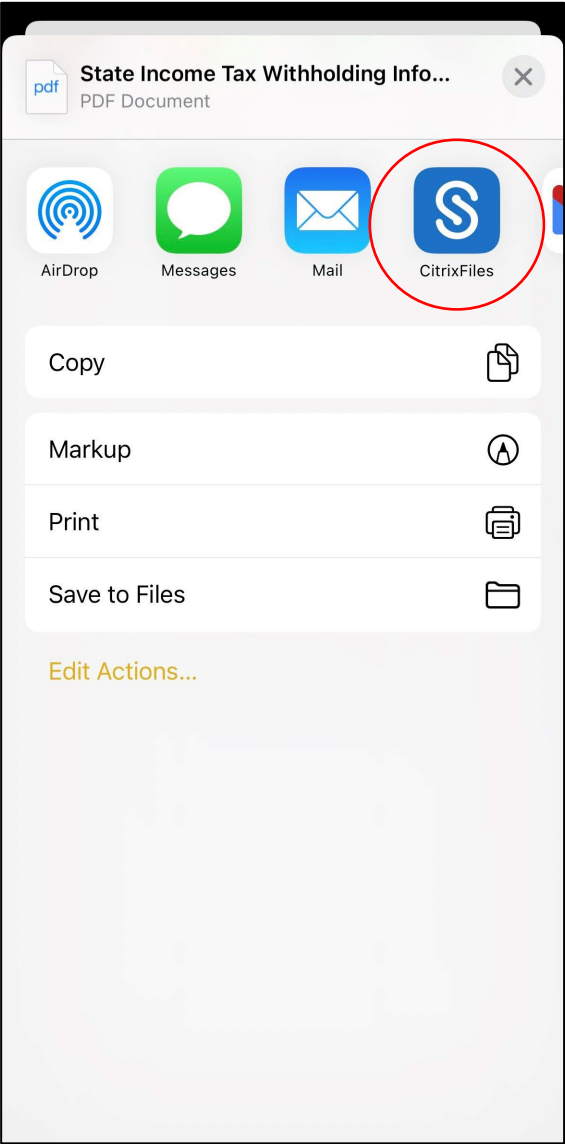 pdf
State Income Tax Withholding Info...
PDF Document
AirDrop
Messages
Mail
CitrixFiles
Copy
Markup
Print
Save to Files
Edit Actions...